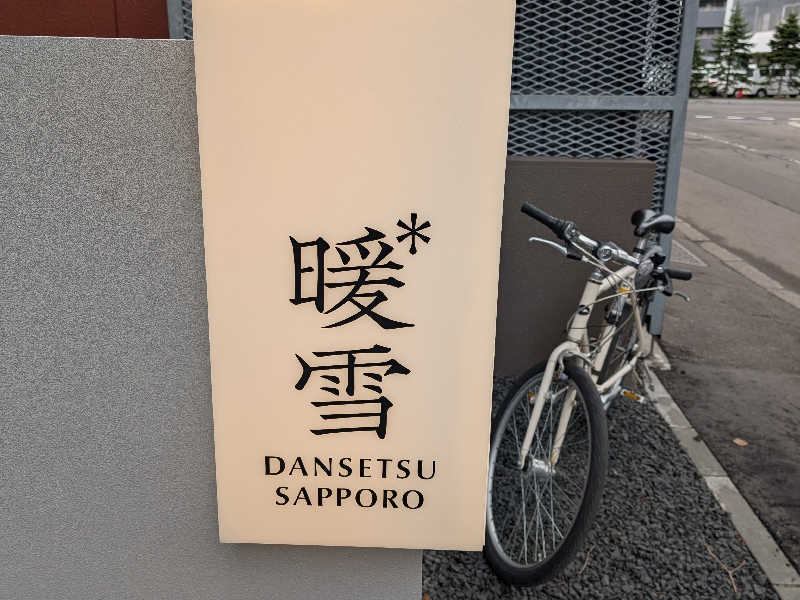 暖*
雪
DANSETSU
SAPPORO